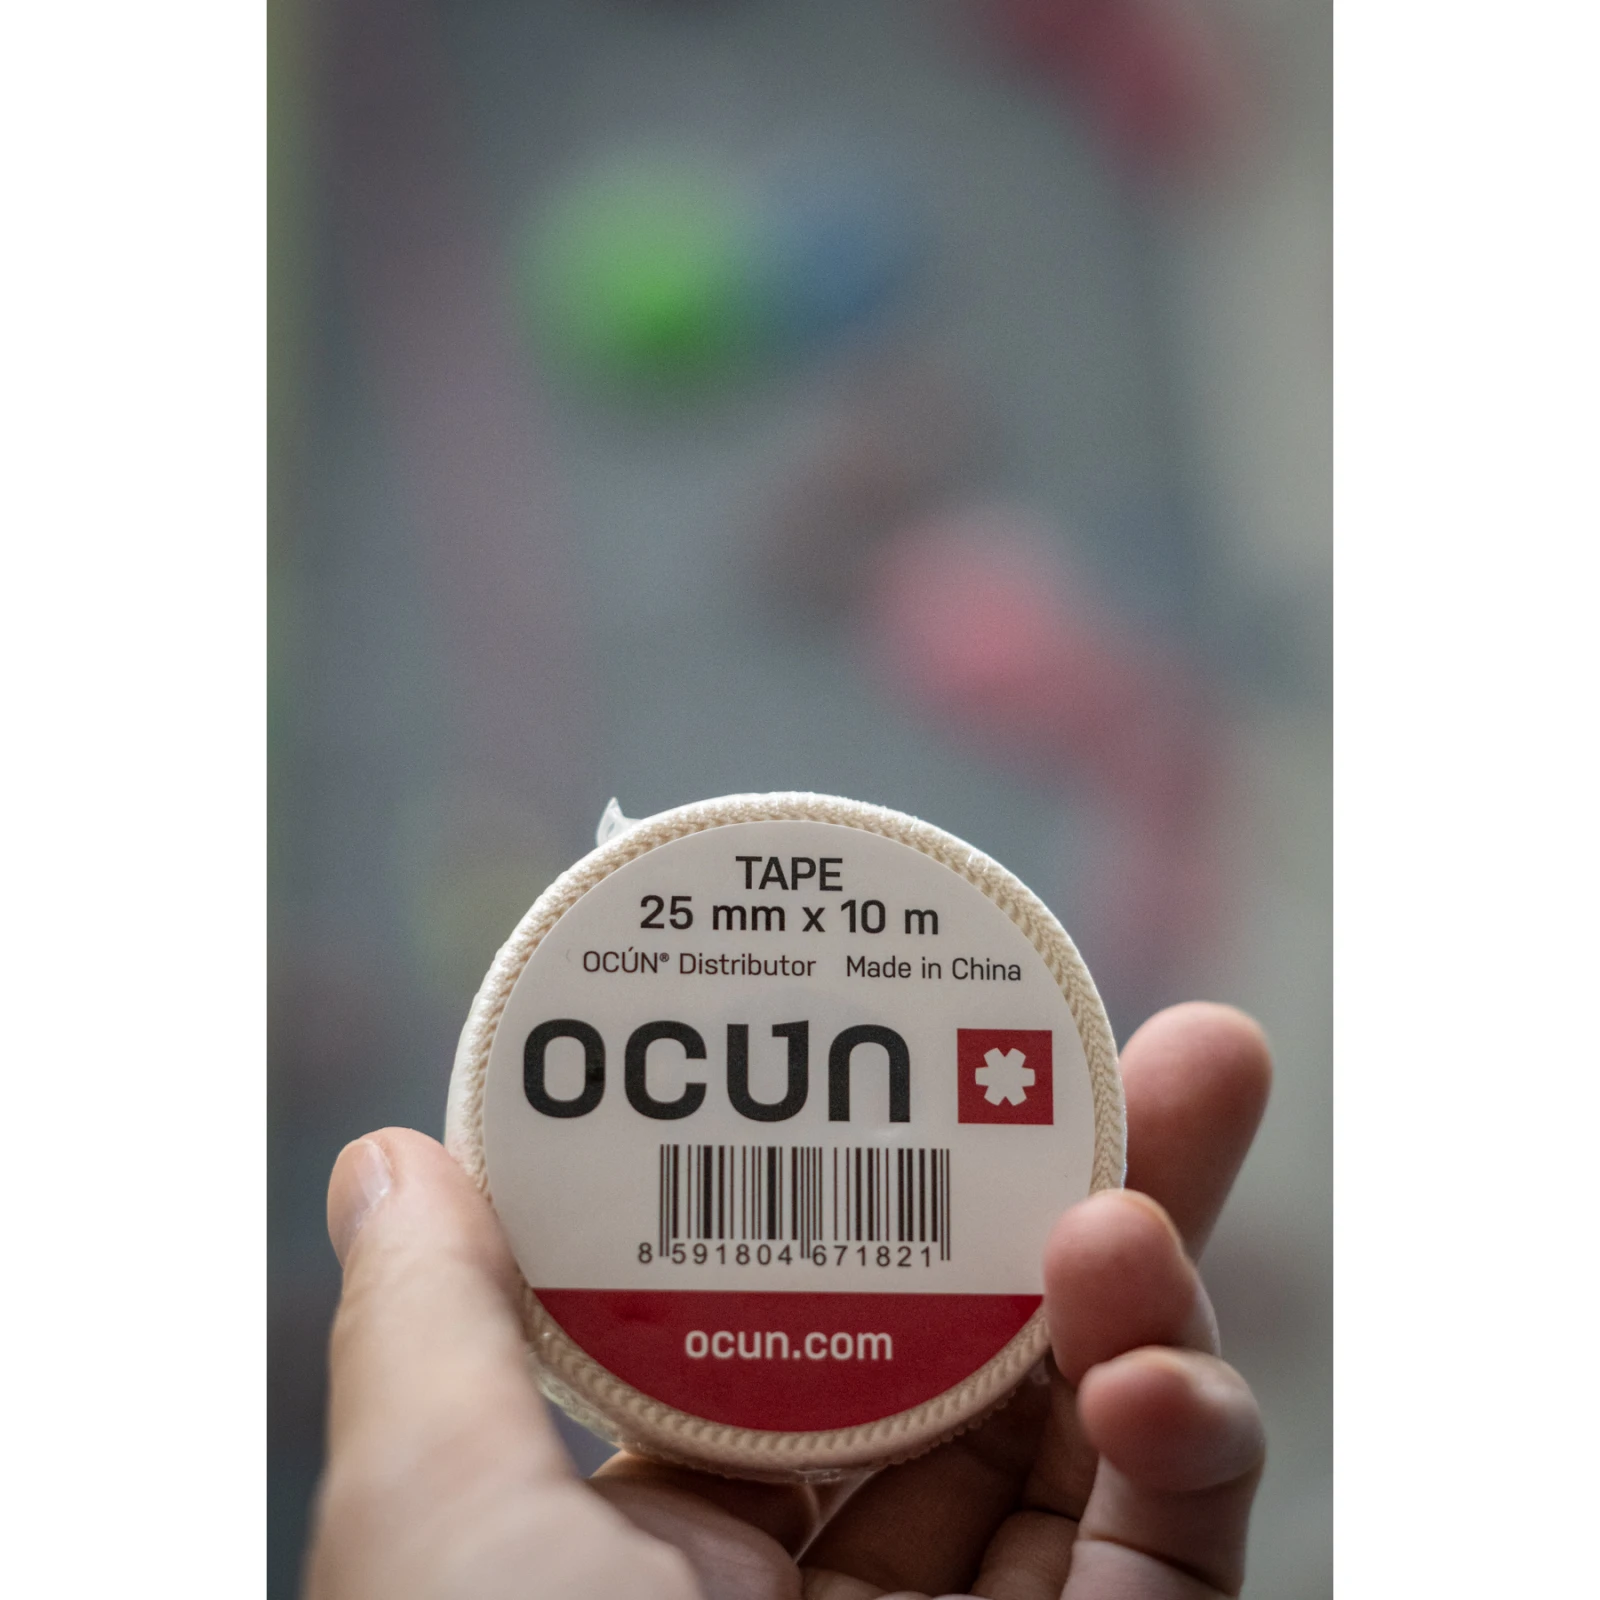 TAPE
25 mm x 10 m
OCÚN® Distributor Made in China
ocun
8 591804 671821
ocun.com